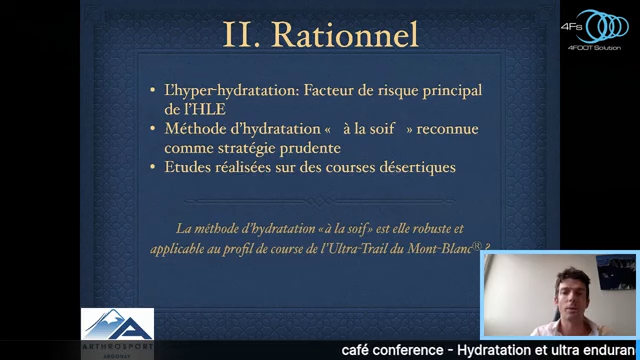 II. Rationnel
4Fs
4FOOT Solution
• L'hyper-hydratation: Facteur de risque principal
de l'HLE
• Méthode d'hydratation « à la soif » reconnue
comme stratégie prudente
• Etudes réalisées sur des courses désertiques
La méthode d'hydratation « à la soif» est elle robuste et
applicable au profil de course de l'Ultra-Trail du Mont-Blanc® ?
ARTHROSPORT
ARGONAY
café conference - Hydratation et ultra enduran